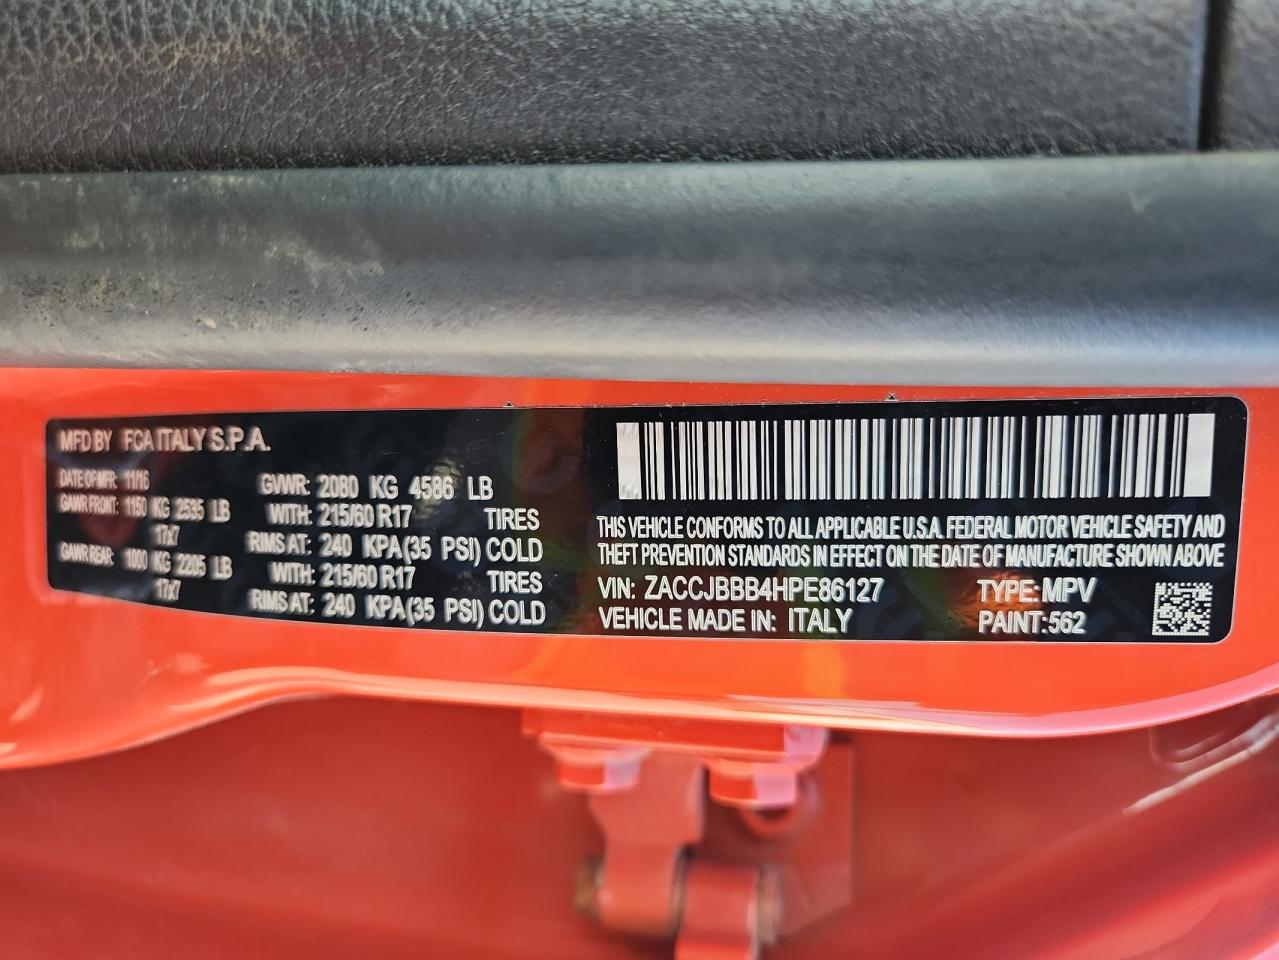 MFD BY FCA ITALY S.P.A.
DATE OF MFR: 11/16
GVWR: 2080 KG 4586 LB
GAWR FRONT: 1150 KG 2535 LB
WITH: 215/60 R17 TIRES
17x7
RIMS AT: 240 KPA(35 PSI) COLD
GAWR REAR: 1000 KG 2205 LB
WITH: 215/60 R17 TIRES
17x7
RIMS AT: 240 KPA(35 PSI) COLD
THIS VEHICLE CONFORMS TO ALL APPLICABLE U.S.A. FEDERAL MOTOR VEHICLE SAFETY AND
THEFT PREVENTION STANDARDS IN EFFECT ON THE DATE OF MANUFACTURE SHOWN ABOVE
VIN: ZACCJBBB4HPE86127 TYPE: MPV
VEHICLE MADE IN: ITALY PAINT:562